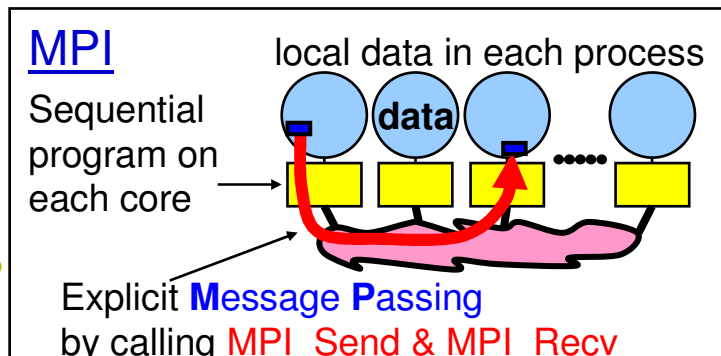 MPI
local data in each process
Sequential
program on
each core
data
Explicit Message Passing
by calling MPI_Send & MPI_Recv